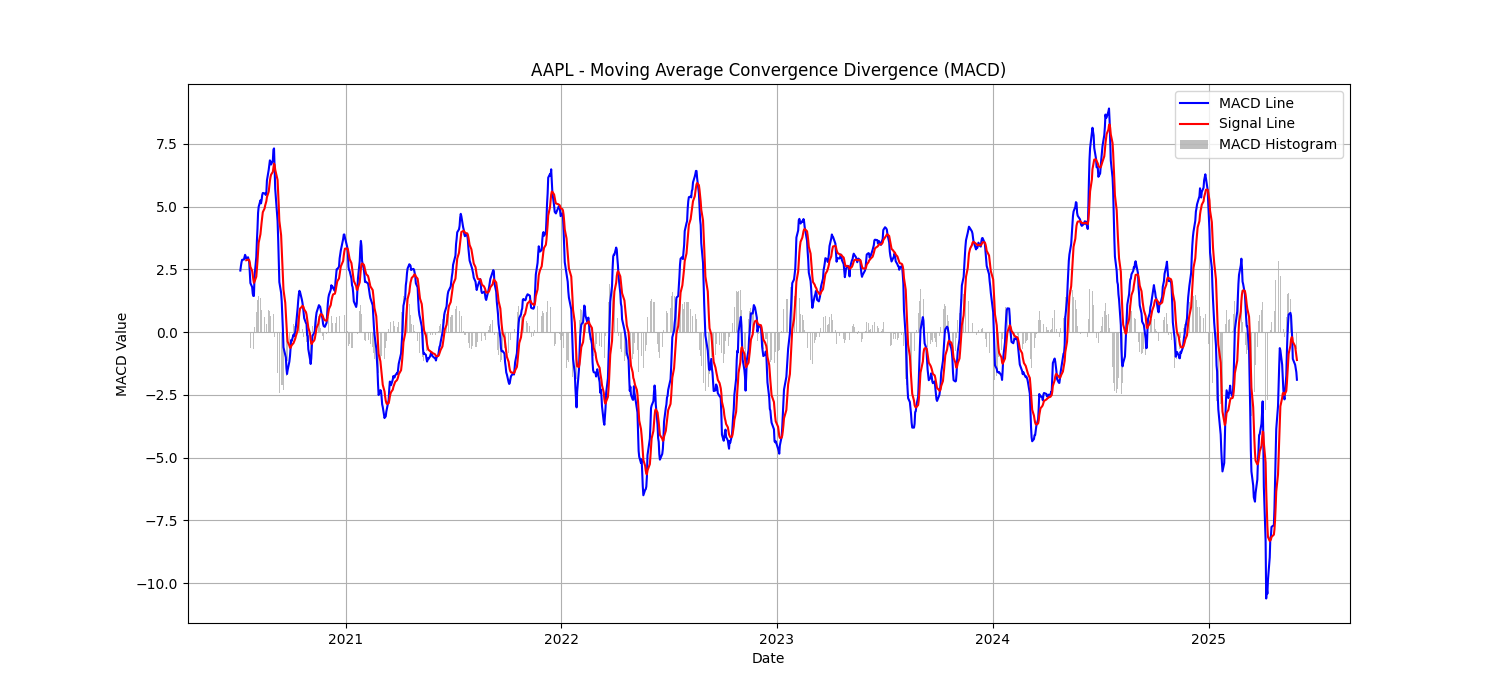 AAPL - Moving Average Convergence Divergence (MACD)
MACD Line
Signal Line
MACD Histogram
MACD Value
7.5
5.0
2.5
0.0
−2.5
−5.0
−7.5
−10.0
2021
2022
2023
2024
2025
Date